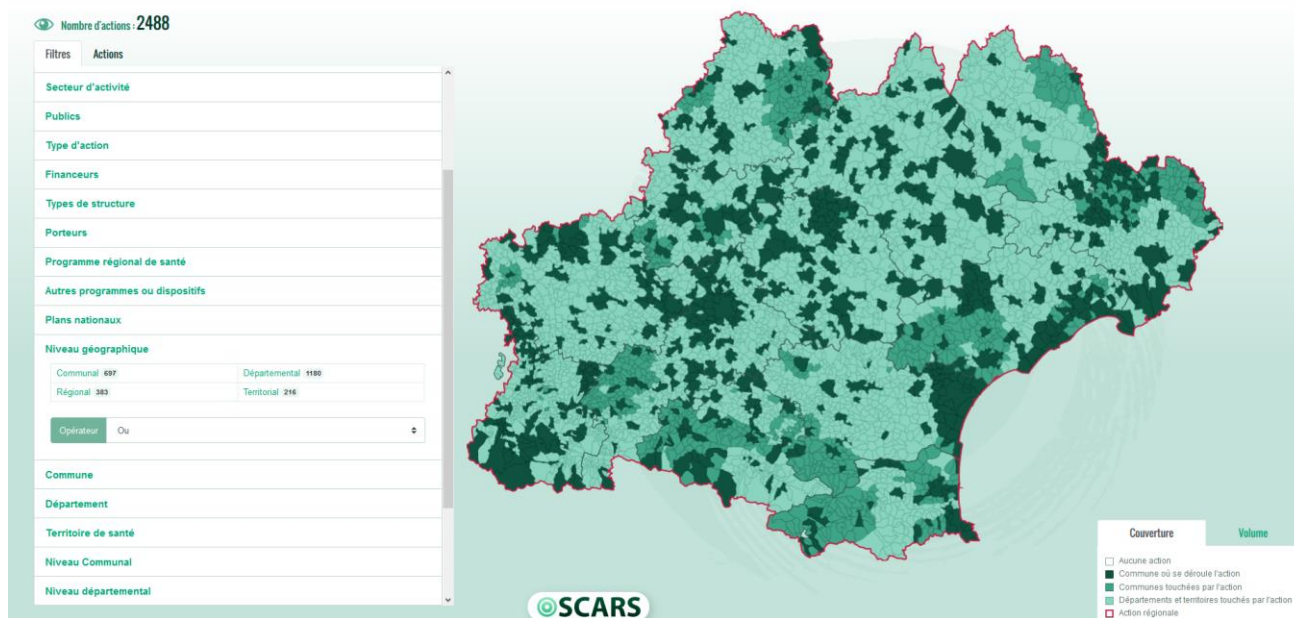 Nombre d'actions : 2488
Filtres Actions
Secteur d'activité
Publics
Type d'action
Financeurs
Types de structure
Porteurs
Programme régional de santé
Autres programmes ou dispositifs
Plans nationaux
Niveau géographique
Communal 697 Départemental 1180
Régional 383 Territorial 216
Opérateur Ou
Commune
Département
Territoire de santé
Niveau Communal
Niveau départemental
OSCARS
Couverture Volume
Aucune action
Commune où se déroule l'action
Communes touchées par l'action
Départements et territoires touchés par l'action
Action régionale